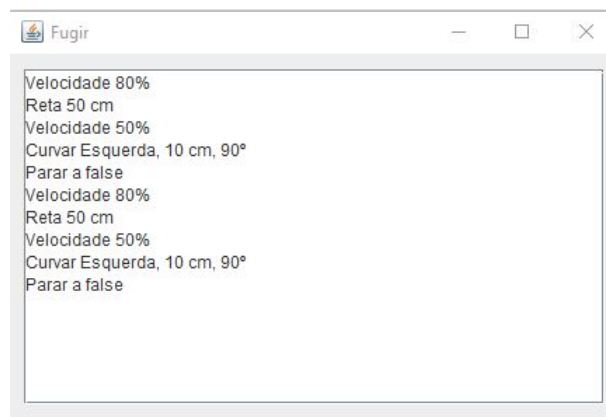 Fugir
Velocidade 80%
Reta 50 cm
Velocidade 50%
Curvar Esquerda, 10 cm, 90º
Parar a false
Velocidade 80%
Reta 50 cm
Velocidade 50%
Curvar Esquerda, 10 cm, 90º
Parar a false